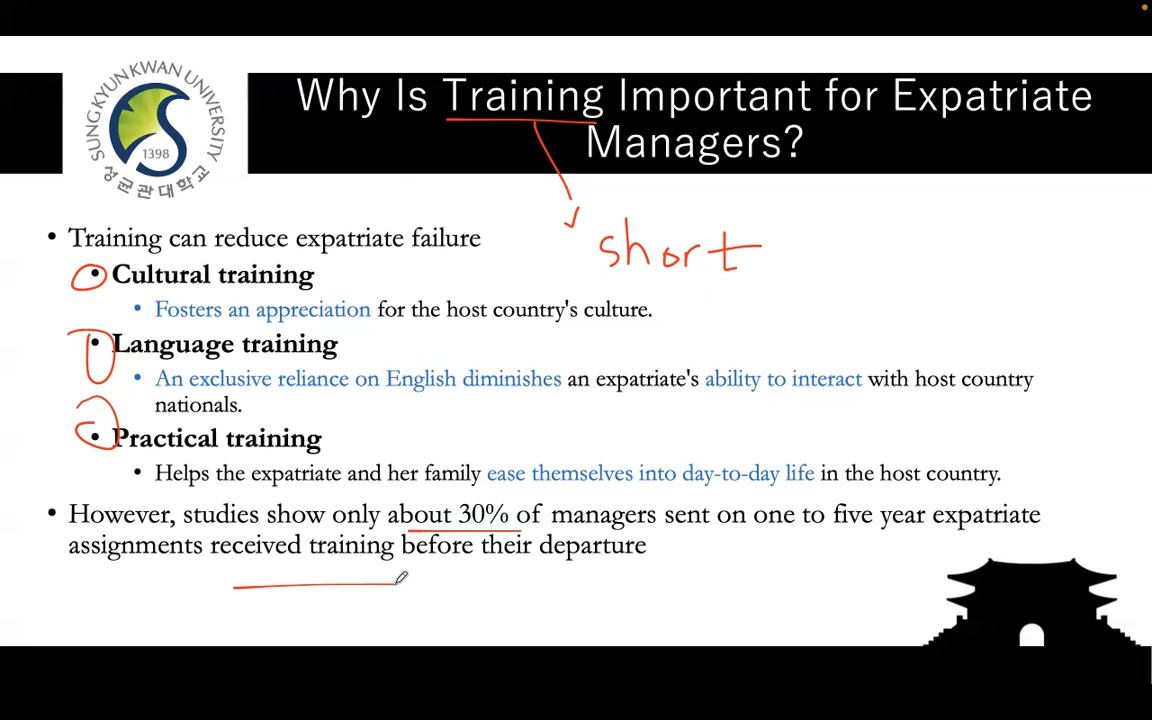 SUNGKYUNKWAN UNIVERSITY
1398
성균관대학교
Why Is Training Important for Expatriate
Managers?
short
• Training can reduce expatriate failure
• Cultural training
• Fosters an appreciation for the host country's culture.
• Language training
• An exclusive reliance on English diminishes an expatriate's ability to interact with host country
nationals.
• Practical training
• Helps the expatriate and her family ease themselves into day-to-day life in the host country.
• However, studies show only about 30% of managers sent on one to five year expatriate
assignments received training before their departure